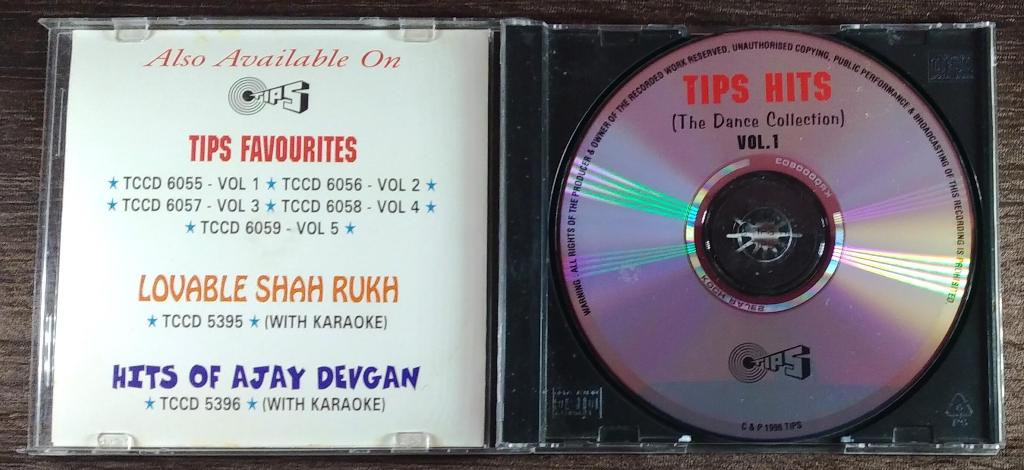 Also Available On
TIPS
TIPS FAVOURITES
★ TCCD 6055 - VOL 1 ★ TCCD 6056 - VOL 2 ★
★ TCCD 6057 - VOL 3 ★ TCCD 6058 - VOL 4 ★
★ TCCD 6059 - VOL 5 ★
LOVABLE SHAH RUKH
★ TCCD 5395 ★ (WITH KARAOKE)
HITS OF AJAY DEVGAN
★ TCCD 5396 ★ (WITH KARAOKE)
WARNING : ALL RIGHTS OF THE PRODUCER & OWNER OF THE RECORDED WORK RESERVED. UNAUTHORISED COPYING, PUBLIC PERFORMANCE & BROADCASTING OF THIS RECORDING IS PROHIBITED.
TIPS HITS
(The Dance Collection)
VOL.1
TIPS
C & P 1996 TIPS